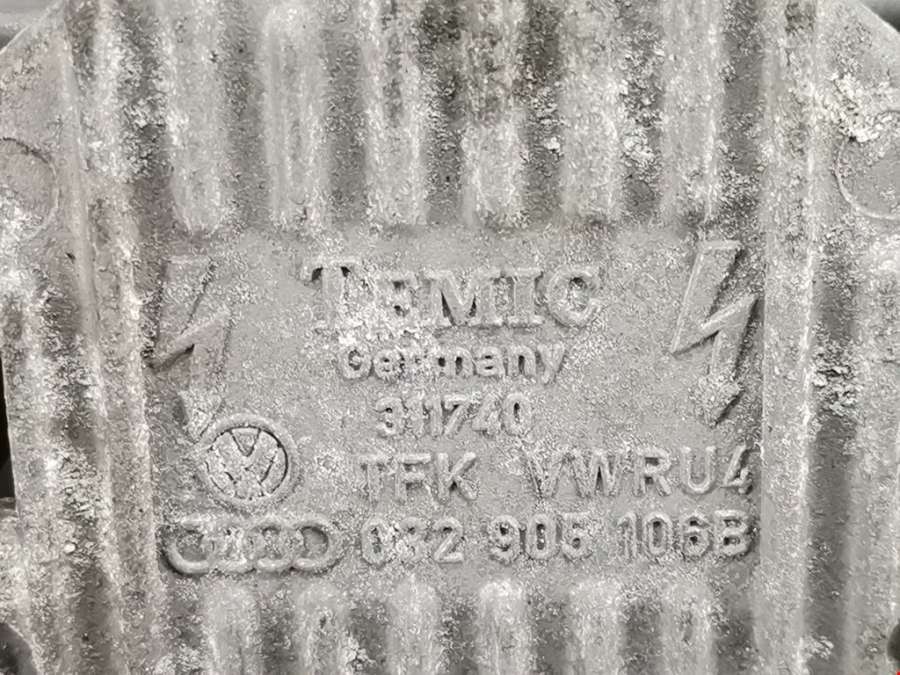 TEMIC
Germany
311740
TFK VWRU4
032 905 106B